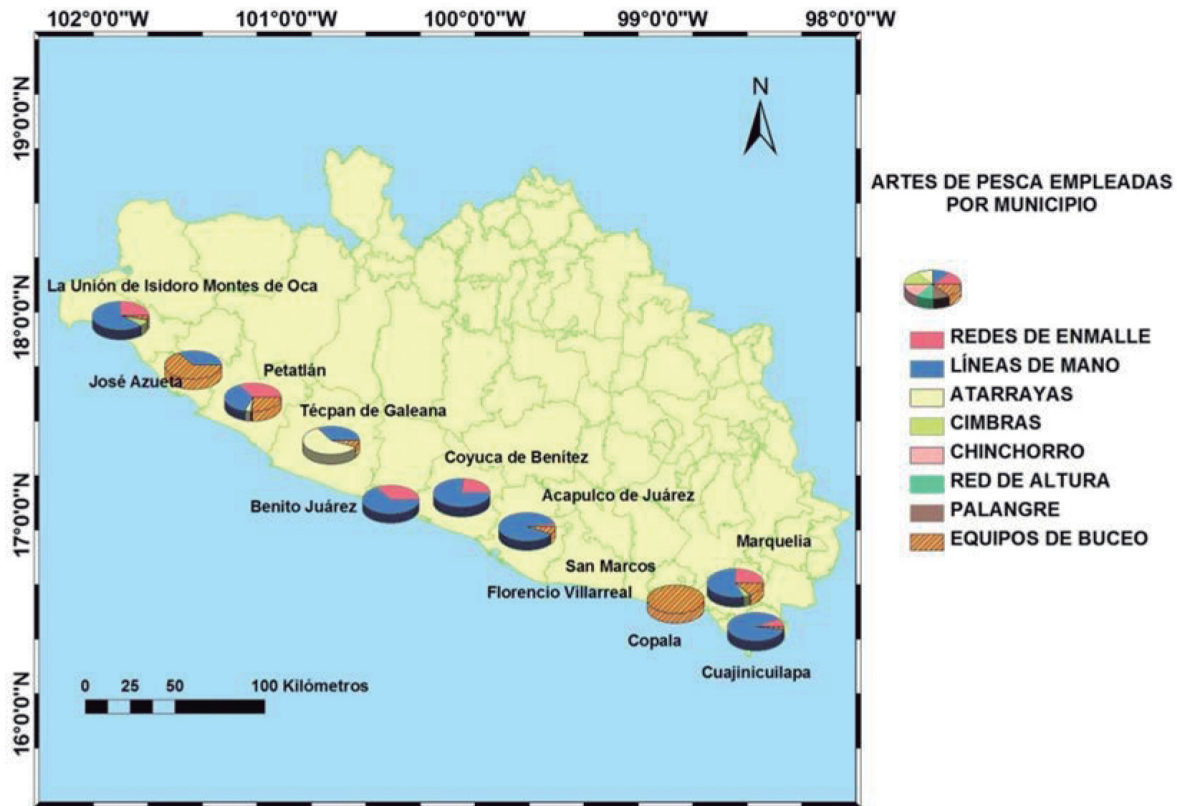 102°0'0"W
101°0'0"W
100°0'0"W
99°0'0"W
98°0'0"W
19°0'0"N
18°0'0"N
17°0'0"N
16°0'0"N
N
La Unión de Isidoro Montes de Oca
José Azueta
Petatlán
Técpan de Galeana
Coyuca de Benítez
Benito Juárez
Acapulco de Juárez
Marquelia
San Marcos
Florencio Villarreal
Copala
Cuajinicuilapa
0 25 50 100 Kilómetros
ARTES DE PESCA EMPLEADAS
POR MUNICIPIO
REDES DE ENMALLE
LÍNEAS DE MANO
ATARRAYAS
CIMBRAS
CHINCHORRO
RED DE ALTURA
PALANGRE
EQUIPOS DE BUCEO